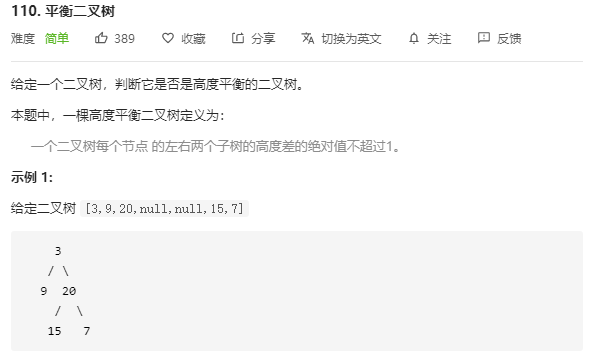 110. 平衡二叉树
难度 简单 389 收藏 分享 切换为英文 关注 反馈
给定一个二叉树，判断它是否是高度平衡的二叉树。
本题中，一棵高度平衡二叉树定义为：
一个二叉树每个节点 的左右两个子树的高度差的绝对值不超过1。
示例 1:
给定二叉树 [3,9,20,null,null,15,7]
3
/ \
9 20
/ \
15 7